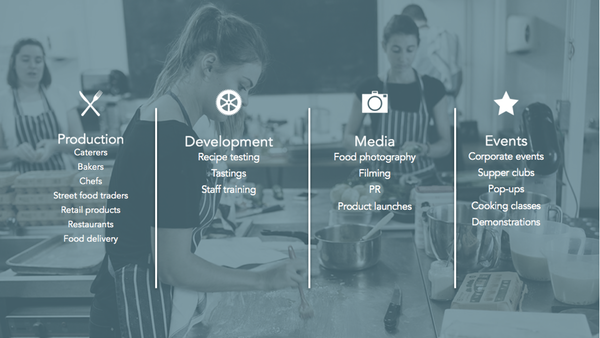 Production
Caterers
Bakers
Chefs
Street food traders
Retail products
Restaurants
Food delivery
Development
Recipe testing
Tastings
Staff training
Media
Food photography
Filming
PR
Product launches
Events
Corporate events
Supper clubs
Pop-ups
Cooking classes
Demonstrations